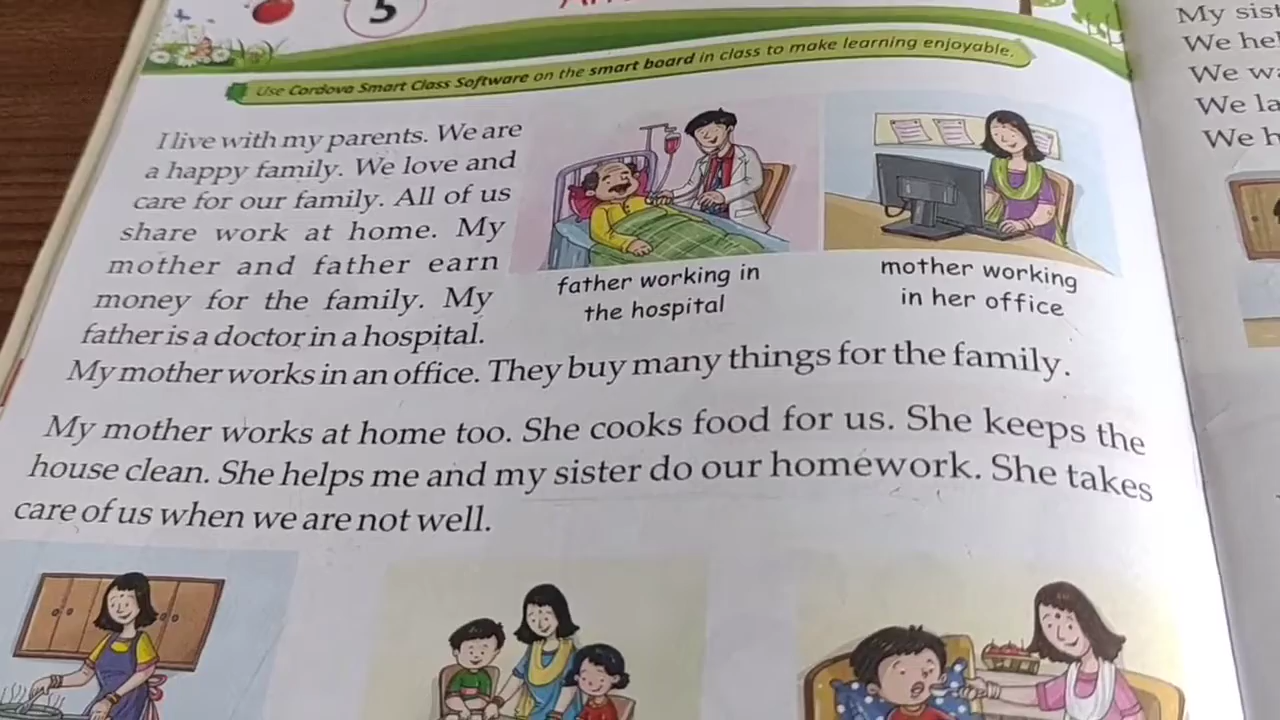 5
Use Cordova Smart Class Software on the smart board in class to make learning enjoyable.
I live with my parents. We are
a happy family. We love and
care for our family. All of us
share work at home. My
mother and father earn
money for the family. My
father is a doctor in a hospital.
My mother works in an office. They buy many things for the family.
father working in
the hospital
mother working
in her office
My mother works at home too. She cooks food for us. She keeps the
house clean. She helps me and my sister do our homework. She takes
care of us when we are not well.
My
We
We
We
We